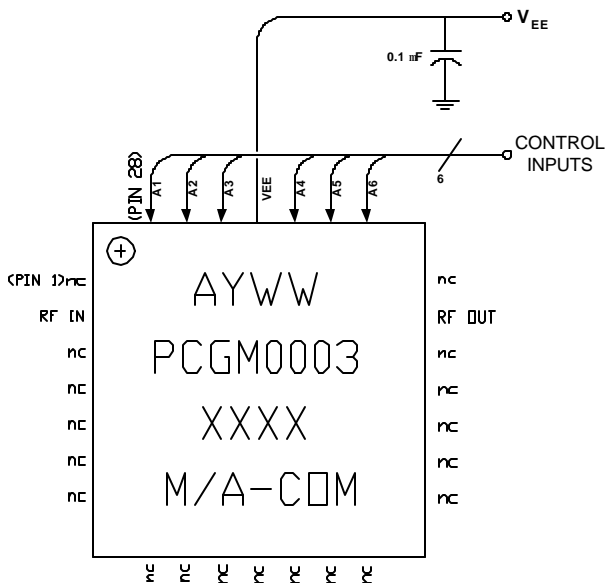 V EE
0.1 mF
CONTROL
INPUTS
6
(PIN 28)
A1
A2
A3
VEE
A4
A5
A6
(PIN 1)nc
RF IN
nc
nc
nc
nc
nc
AYWW
PCGM0003
XXXX
M/A-COM
nc
RF OUT
nc
nc
nc
nc
nc
nc
nc
nc
nc
nc
nc
nc